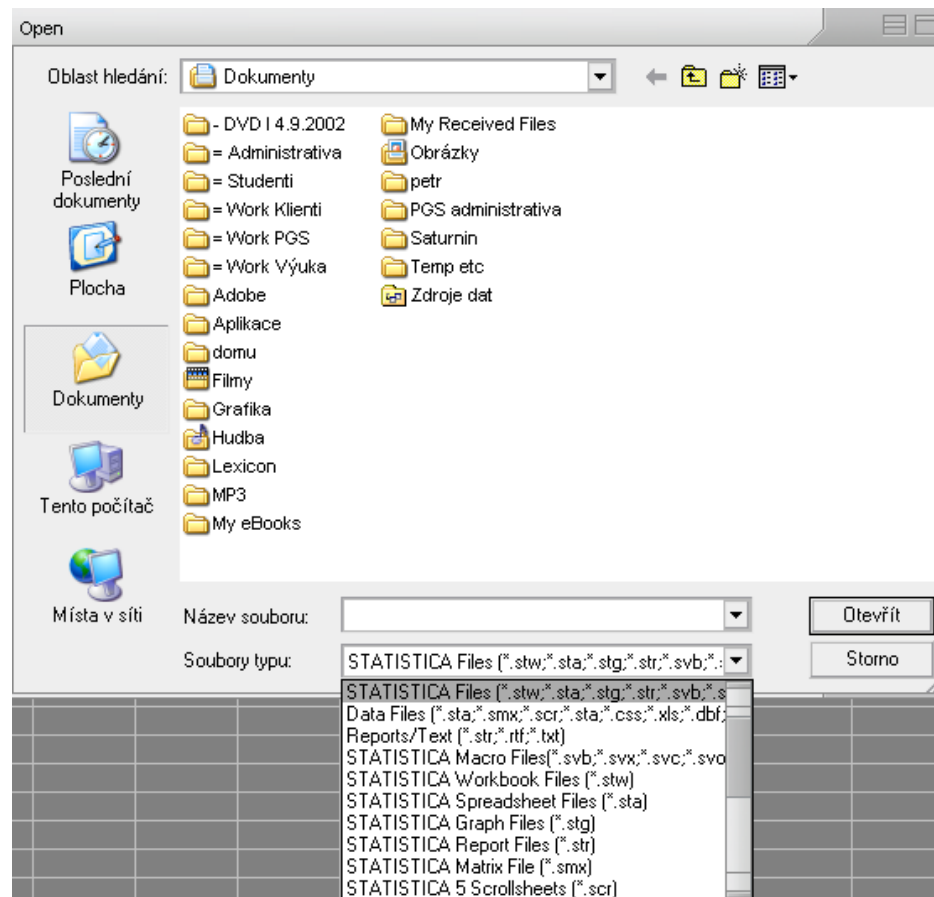 Open
Oblast hledání: Dokumenty
Poslední
dokumenty
Plocha
Dokumenty
Tento počítač
Místa v síti
- DVD I 4.9.2002
= Administrativa
= Studenti
= Work Klienti
= Work PGS
= Work Výuka
Adobe
Aplikace
domu
Filmy
Grafika
Hudba
Lexicon
MP3
My eBooks
My Received Files
Obrázky
petr
PGS administrativa
Saturnin
Temp etc
Zdroje dat
Název souboru:
Otevřít
Soubory typu: STATISTICA Files (*.stw;*.sta;*.stg;*.str;*.svb;*.
Storno
STATISTICA Files (*.stw;*.sta;*.stg;*.str;*.svb;*.s
Data Files (*.sta;*.smx;*.scr;*.sta;*.css;*.xls;*.dbf;
Reports/Text (*.str;*.rtf;*.txt)
STATISTICA Macro Files(*.svb;*.svx;*.svc;*.svo
STATISTICA Workbook Files (*.stw)
STATISTICA Spreadsheet Files (*.sta)
STATISTICA Graph Files (*.stg)
STATISTICA Report Files (*.str)
STATISTICA Matrix File (*.smx)
STATISTICA 5 Scrollsheets (*.scr)